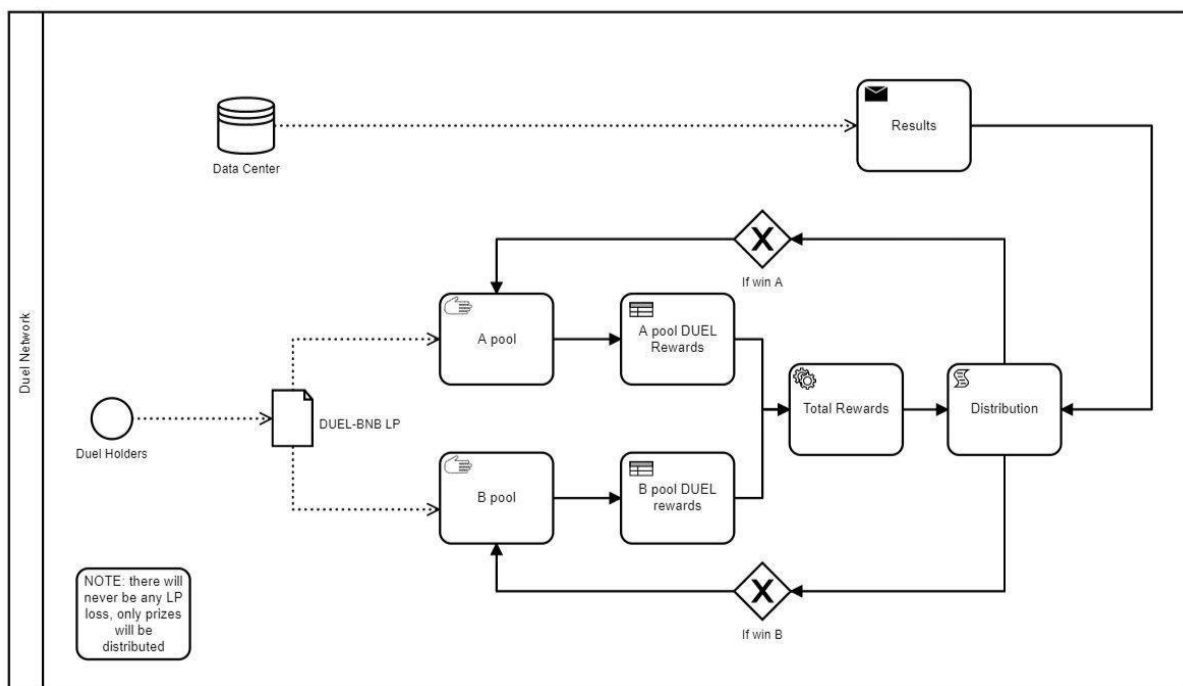 Duel Network
Data Center
Results
If win A
A pool
A pool DUEL
Rewards
Total Rewards
Distribution
Duel Holders
DUEL-BNB LP
B pool
B pool DUEL
rewards
If win B
NOTE: there will
never be any LP
loss, only prizes
will be
distributed